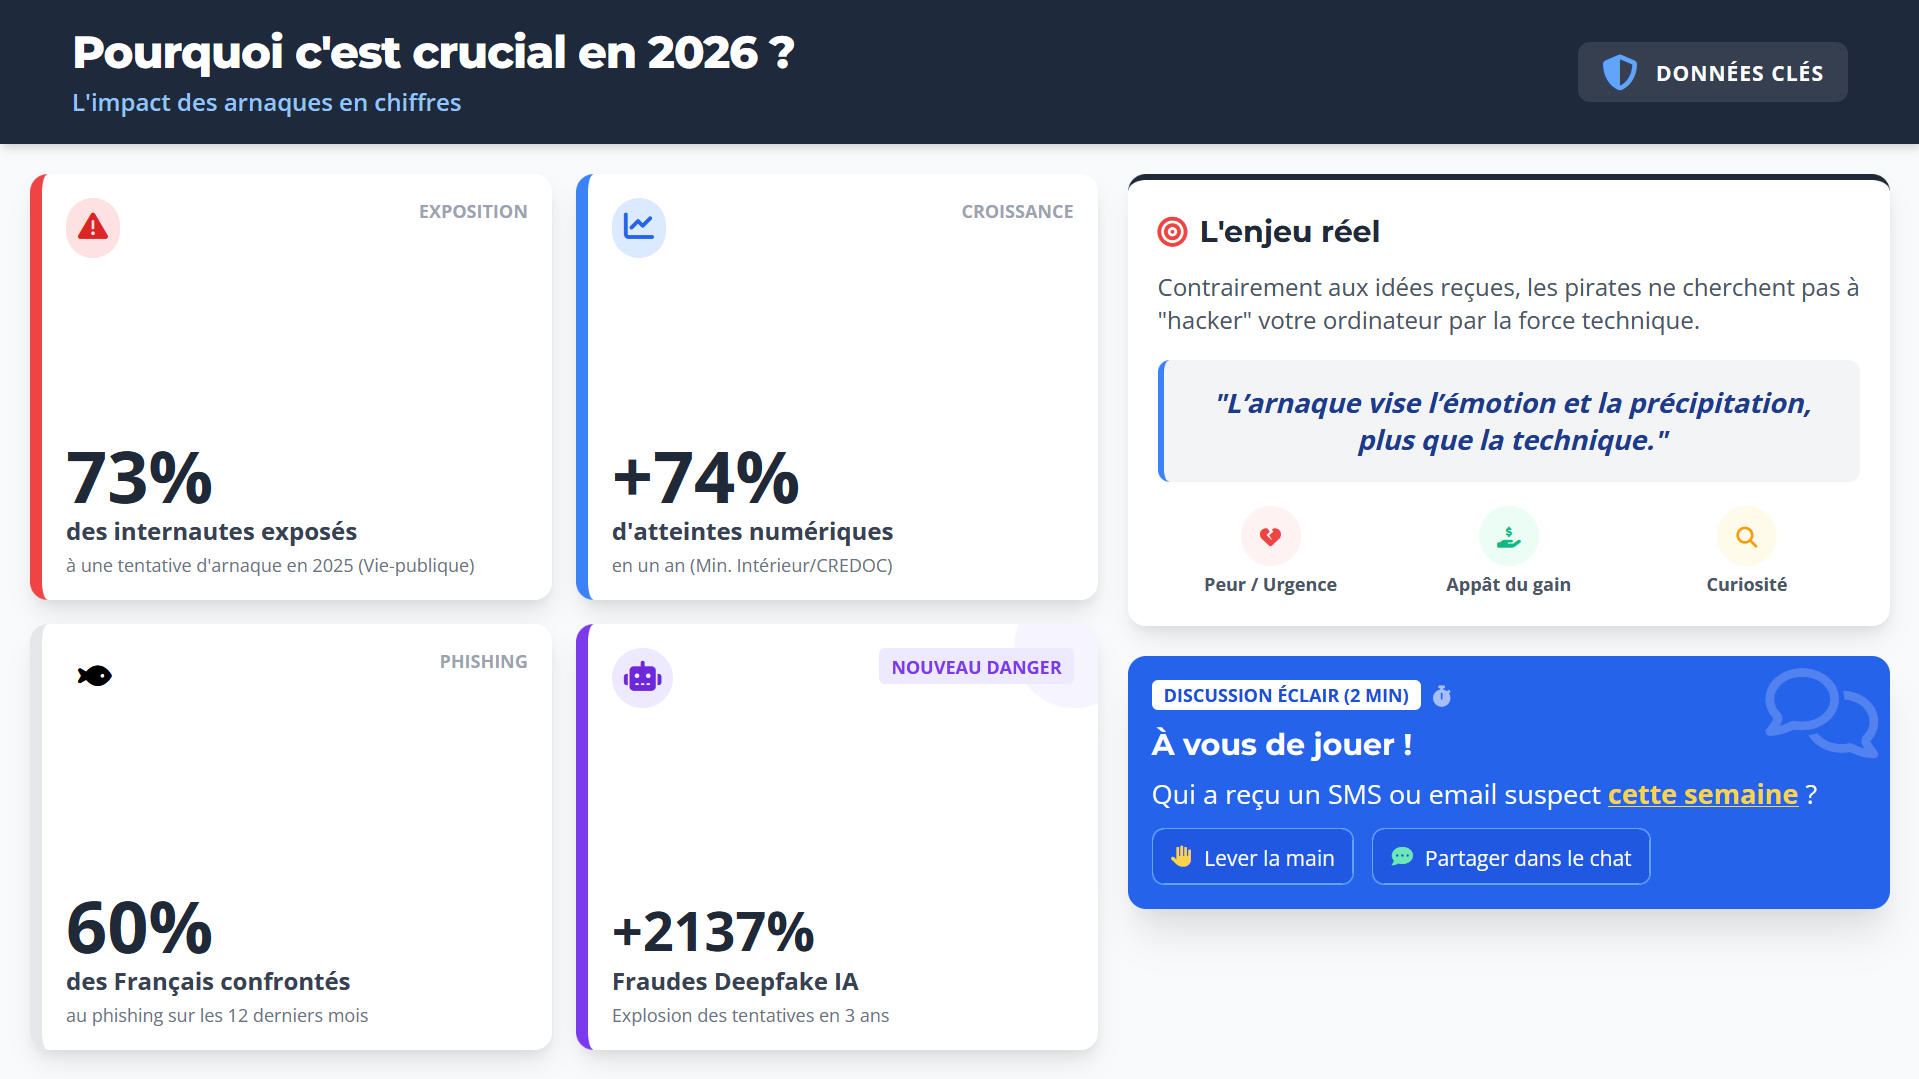 Pourquoi c'est crucial en 2026 ?
L'impact des arnaques en chiffres
DONNÉES CLÉS
EXPOSITION
73%
des internautes exposés
à une tentative d'arnaque en 2025 (Vie-publique)
CROISSANCE
+74%
d'atteintes numériques
en un an (Min. Intérieur/CREDOC)
PHISHING
60%
des Français confrontés
au phishing sur les 12 derniers mois
NOUVEAU DANGER
+2137%
Fraudes Deepfake IA
Explosion des tentatives en 3 ans
L'enjeu réel
Contrairement aux idées reçues, les pirates ne cherchent pas à
"hacker" votre ordinateur par la force technique.
"L’arnaque vise l’émotion et la précipitation,
plus que la technique."
Peur / Urgence
Appât du gain
Curiosité
DISCUSSION ÉCLAIR (2 MIN)
À vous de jouer !
Qui a reçu un SMS ou email suspect cette semaine ?
Lever la main
Partager dans le chat